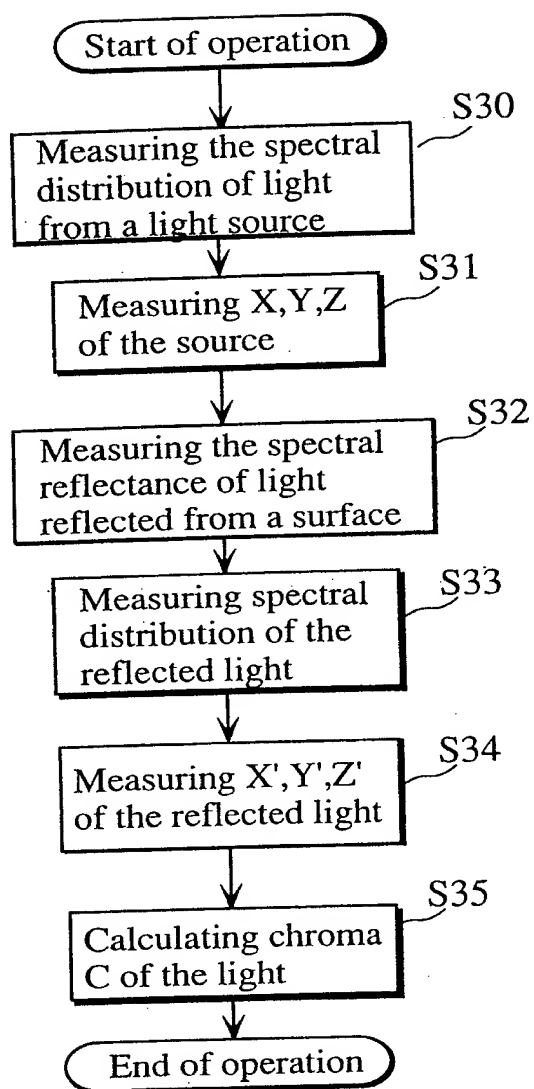 Start of operation
S30
Measuring the spectral
distribution of light
from a light source
S31
Measuring X,Y,Z
of the source
S32
Measuring the spectral
reflectance of light
reflected from a surface
S33
Measuring spectral
distribution of the
reflected light
S34
Measuring X',Y',Z'
of the reflected light
S35
Calculating chroma
C of the light
End of operation